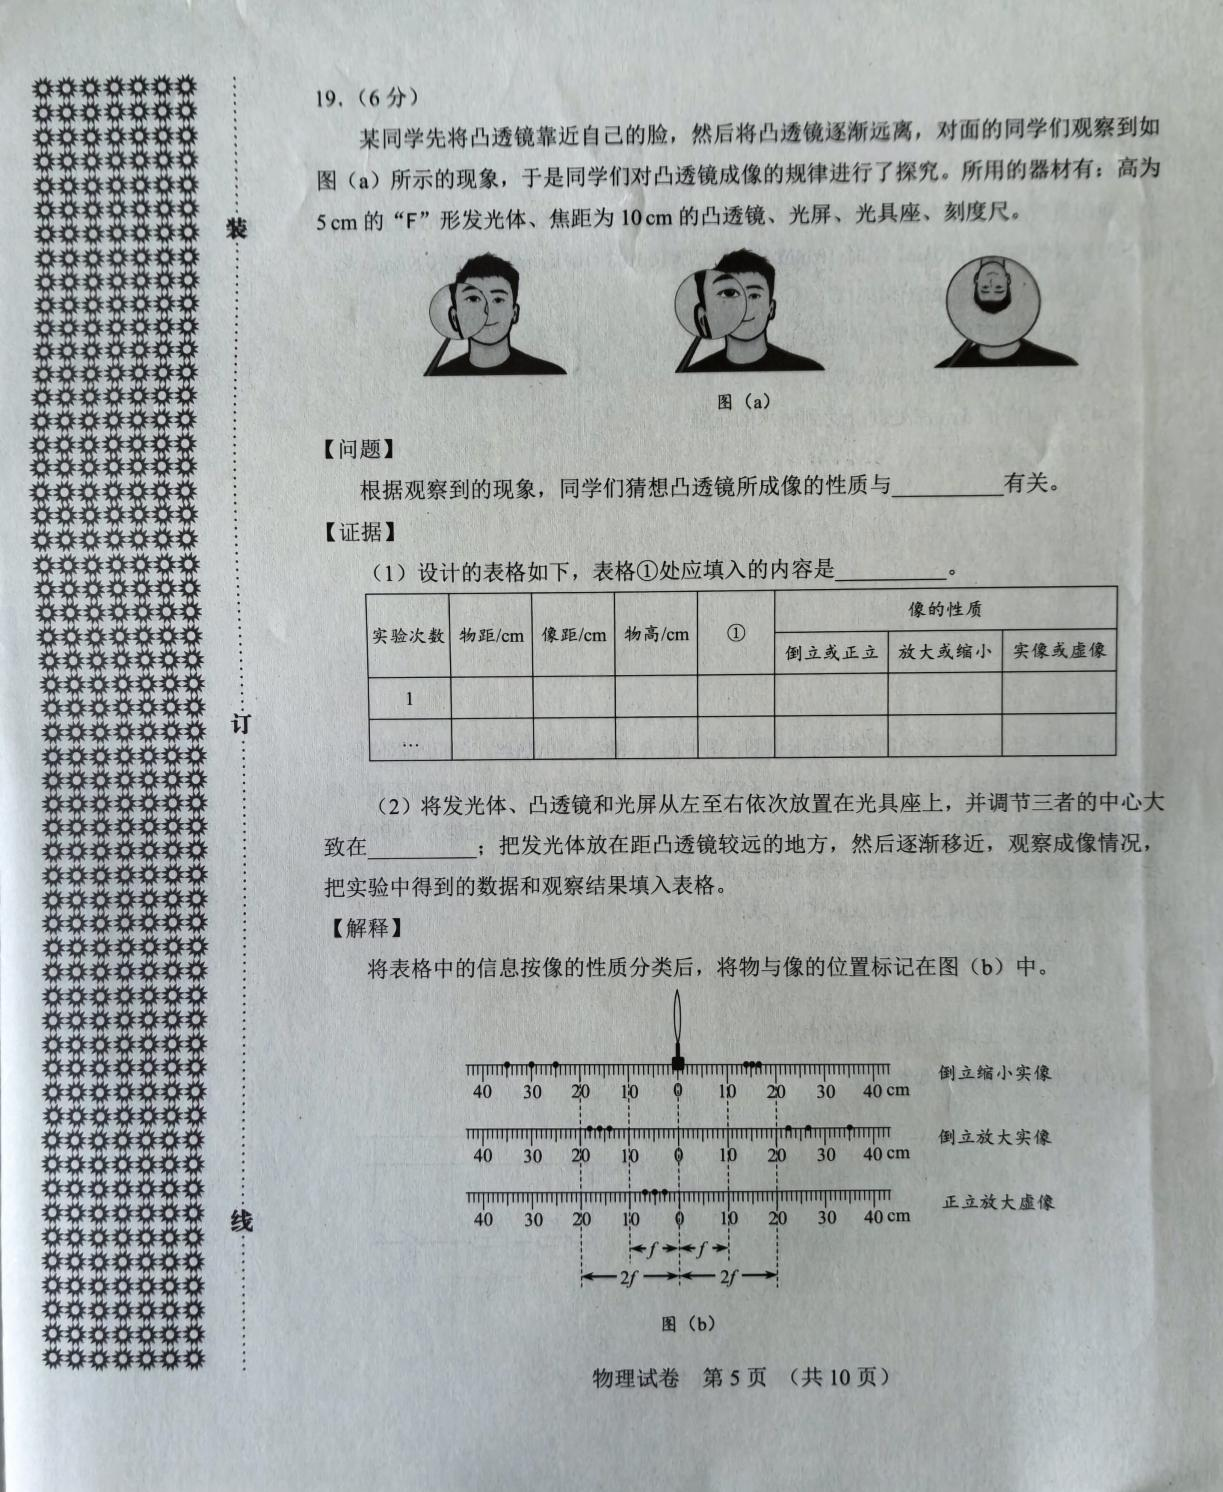 19.（6 分）
某同学先将凸透镜靠近自己的脸，然后将凸透镜逐渐远离，对面的同学们观察到如
图（a）所示的现象，于是同学们对凸透镜成像的规律进行了探究。所用的器材有：高为
5 cm 的“F”形发光体、焦距为 10 cm 的凸透镜、光屏、光具座、刻度尺。
图（a）
【问题】
根据观察到的现象，同学们猜想凸透镜所成像的性质与__________有关。
【证据】
（1）设计的表格如下，表格①处应填入的内容是__________。
实验次数 物距/cm 像距/cm 物高/cm ① 像的性质
倒立或正立 放大或缩小 实像或虚像
1
…
（2）将发光体、凸透镜和光屏从左至右依次放置在光具座上，并调节三者的中心大
致在__________；把发光体放在距凸透镜较远的地方，然后逐渐移近，观察成像情况，
把实验中得到的数据和观察结果填入表格。
【解释】
将表格中的信息按像的性质分类后，将物与像的位置标记在图（b）中。
40 30 20 10 0 10 20 30 40 cm 倒立缩小实像
40 30 20 10 0 10 20 30 40 cm 倒立放大实像
40 30 20 10 0 10 20 30 40 cm 正立放大虚像
f f
2f 2f
图（b）
物理试卷 第 5 页 （共 10 页）
装
订
线